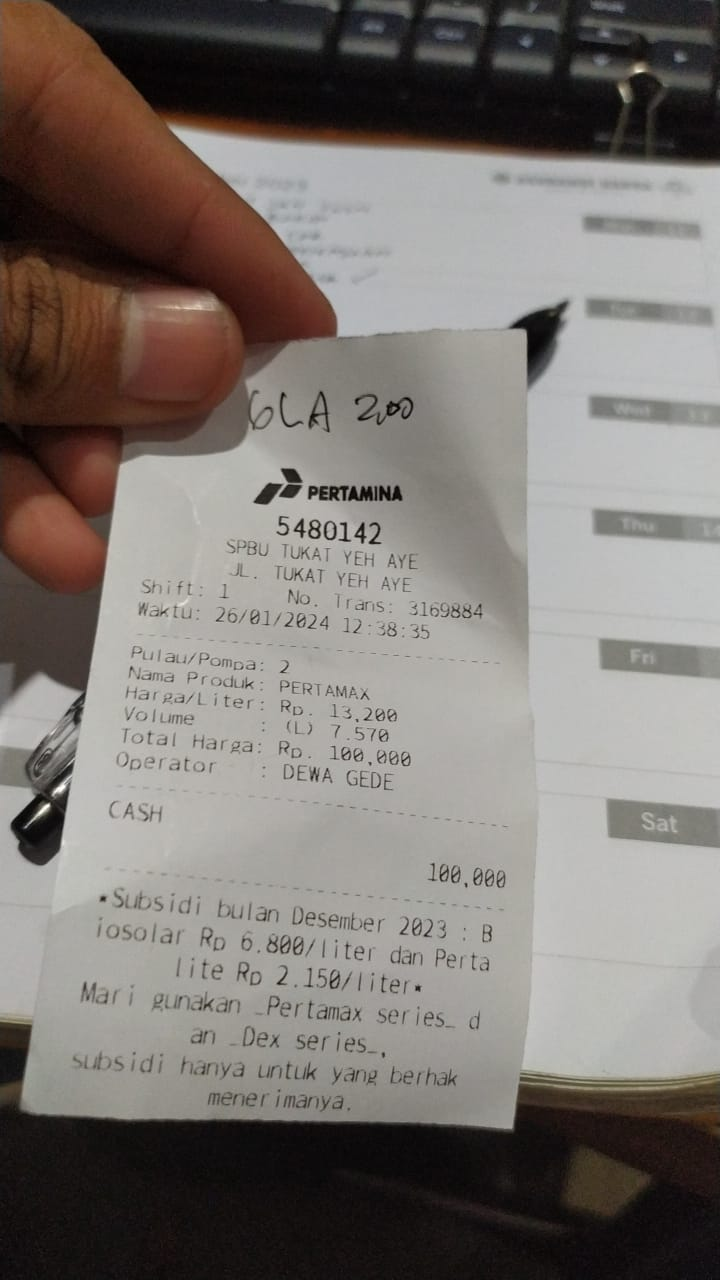 GLA 200
PERTAMINA
5480142
SPBU TUKAT YEH AYE
JL. TUKAT YEH AYE
Shift: 1 No. Trans: 3169884
Waktu: 26/01/2024 12:38:35
Pulau/Pompa: 2
Nama Produk: PERTAMAX
Harga/Liter: Rp. 13,200
Volume : (L) 7.570
Total Harga: Rp. 100,000
Operator : DEWA GEDE
CASH
100,000
*Subsidi bulan Desember 2023 : B
iosolar Rp 6.800/liter dan Perta
lite Rp 2.150/liter*
Mari gunakan _Pertamax series_ d
an _Dex series_,
subsidi hanya untuk yang berhak
menerimanya.
Wed
Thu
Fri
Sat